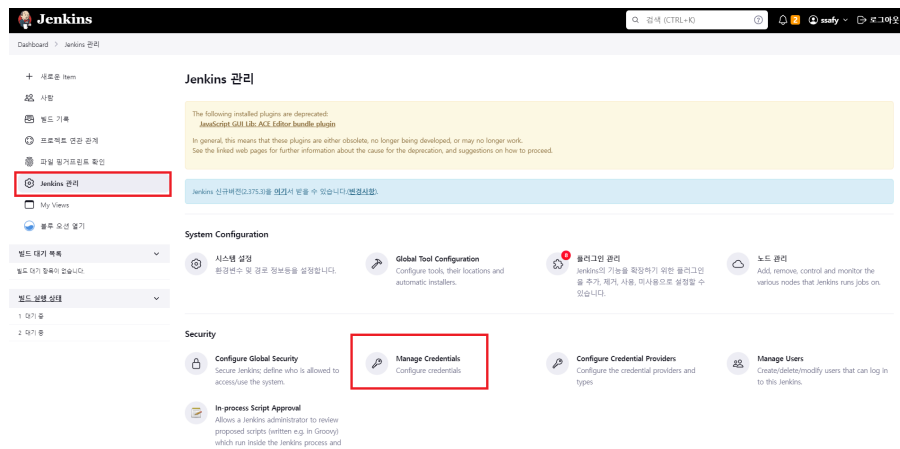 Jenkins
검색 (CTRL+K)
2
ssafy
로그아웃
Dashboard > Jenkins 관리
+ 새로운 Item
사람
빌드 기록
프로젝트 연관 관계
파일 핑거프린트 확인
Jenkins 관리
My Views
블루 오션 열기
빌드 대기 목록
빌드 대기 항목이 없습니다.
빌드 실행 상태
1 대기 중
2 대기 중
Jenkins 관리
The following installed plugins are deprecated:
JavaScript GUI Lib: ACE Editor bundle plugin
In general, this means that these plugins are either obsolete, no longer being developed, or may no longer work.
See the linked web pages for further information about the cause for the deprecation, and suggestions on how to proceed.
Jenkins 신규버전(2.375.3)을 여기서 받을 수 있습니다.(변경사항).
System Configuration
시스템 설정
환경변수 및 경로 정보등을 설정합니다.
Global Tool Configuration
Configure tools, their locations and
automatic installers.
8
플러그인 관리
Jenkins의 기능을 확장하기 위한 플러그인
을 추가, 제거, 사용, 미사용으로 설정할 수
있습니다.
노드 관리
Add, remove, control and monitor the
various nodes that Jenkins runs jobs on.
Security
Configure Global Security
Secure Jenkins; define who is allowed to
access/use the system.
Manage Credentials
Configure credentials
Configure Credential Providers
Configure the credential providers and
types
Manage Users
Create/delete/modify users that can log in
to this Jenkins.
In-process Script Approval
Allows a Jenkins administrator to review
proposed scripts (written e.g. in Groovy)
which run inside the Jenkins process and